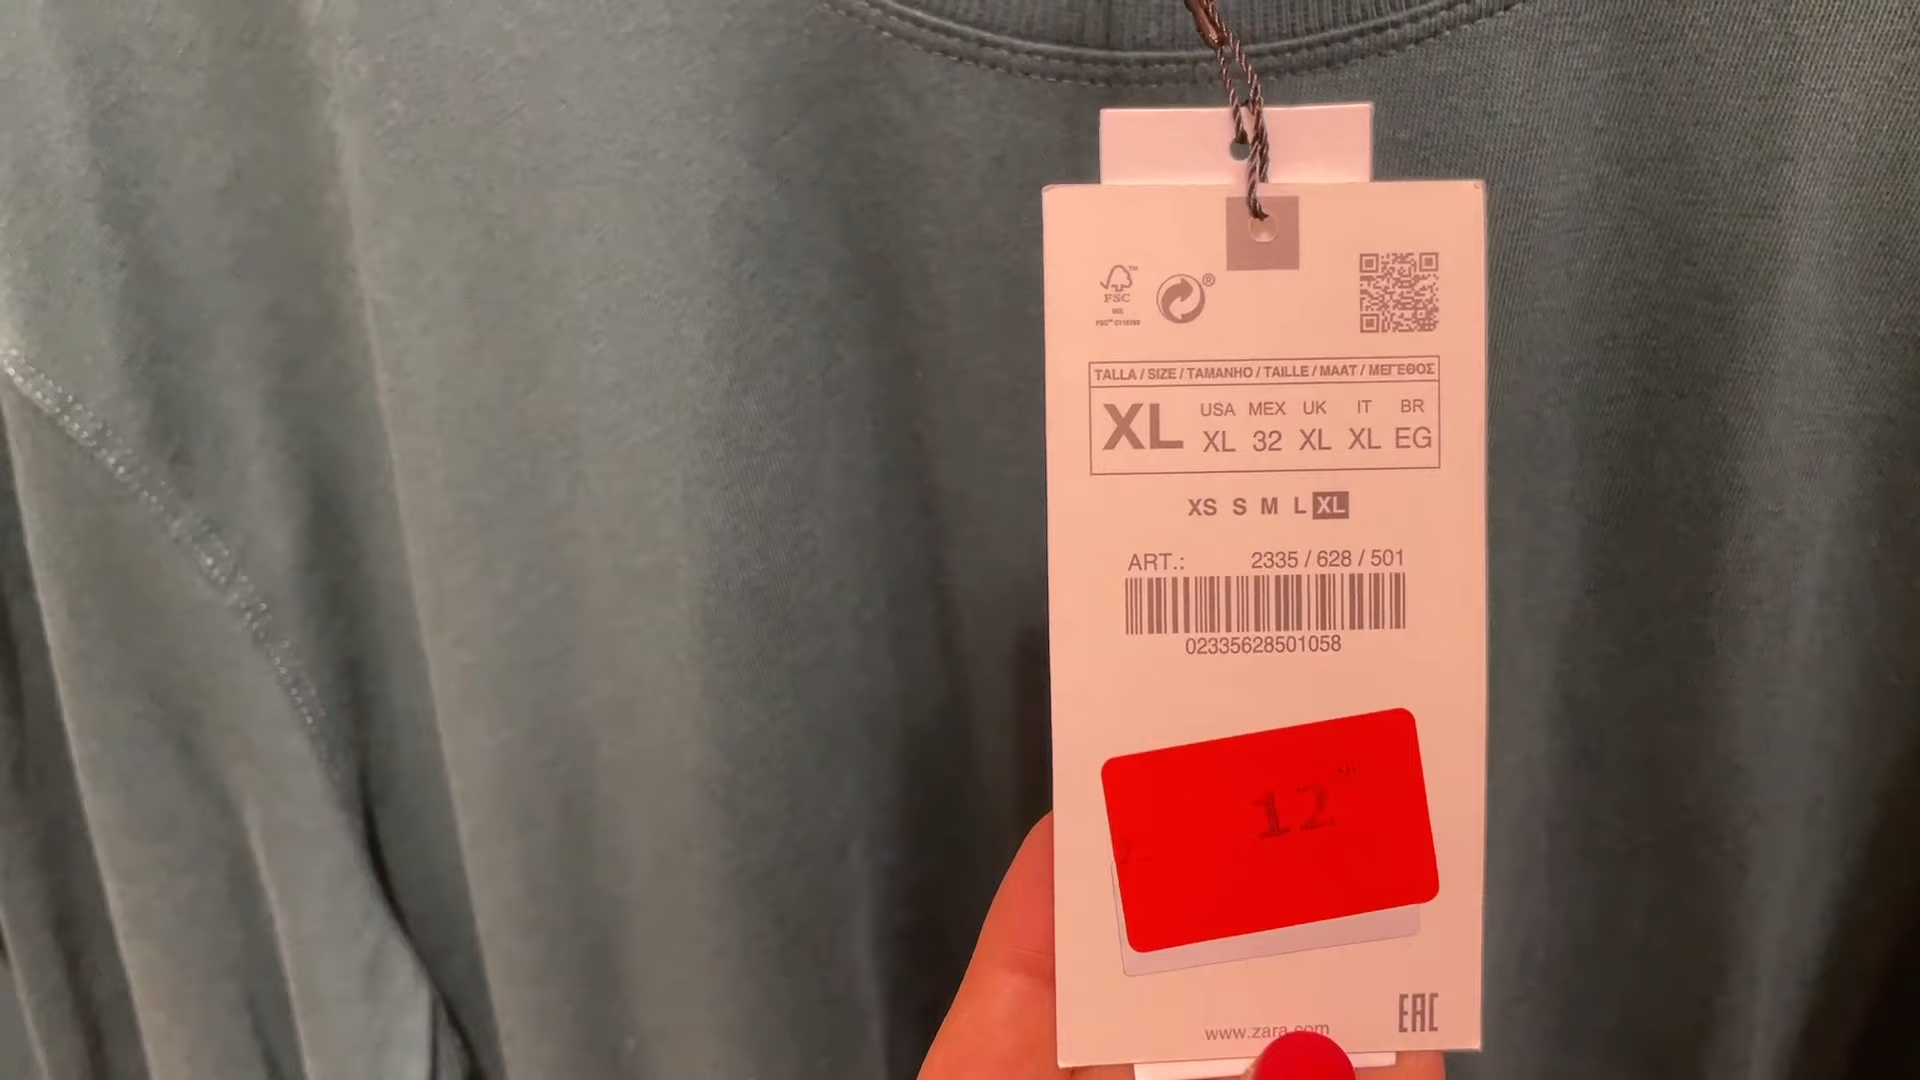 FSC
TALLA / SIZE / TAMANHO / TAILLE / MAAT / ΜΕΓΕΘΟΣ
XL
USA MEX UK IT BR
XL 32 XL XL EG
XS S M L XL
ART.: 2335 / 628 / 501
02335628501058
12
EAC
www.zara.com